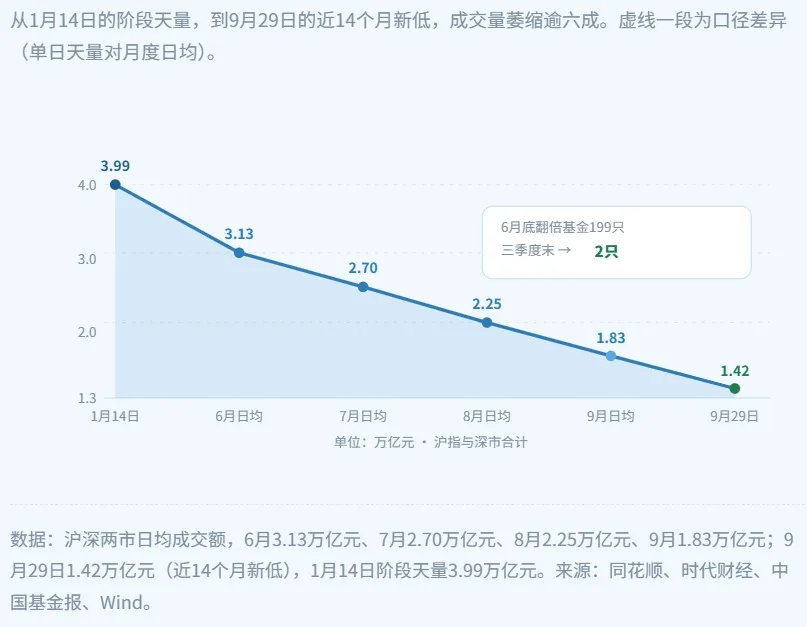 从1月14日的阶段天量，到9月29日的近14个月新低，成交量萎缩逾六成。虚线一段为口径差异
（单日天量对月度日均）。
3.99
4.0
3.13
6月底翻倍基金199只
三季度末→ 2只
3.0
2.70
2.25
2.0
1.83
1.42
1.3
1月14日 6月日均 7月日均 8月日均 9月日均 9月29日
单位：万亿元 · 沪指与深市合计
数据：沪深两市日均成交额，6月3.13万亿元、7月2.70万亿元、8月2.25万亿元、9月1.83万亿元；9
月29日1.42万亿元（近14个月新低），1月14日阶段天量3.99万亿元。来源：同花顺、时代财经、中
国基金报、Wind。